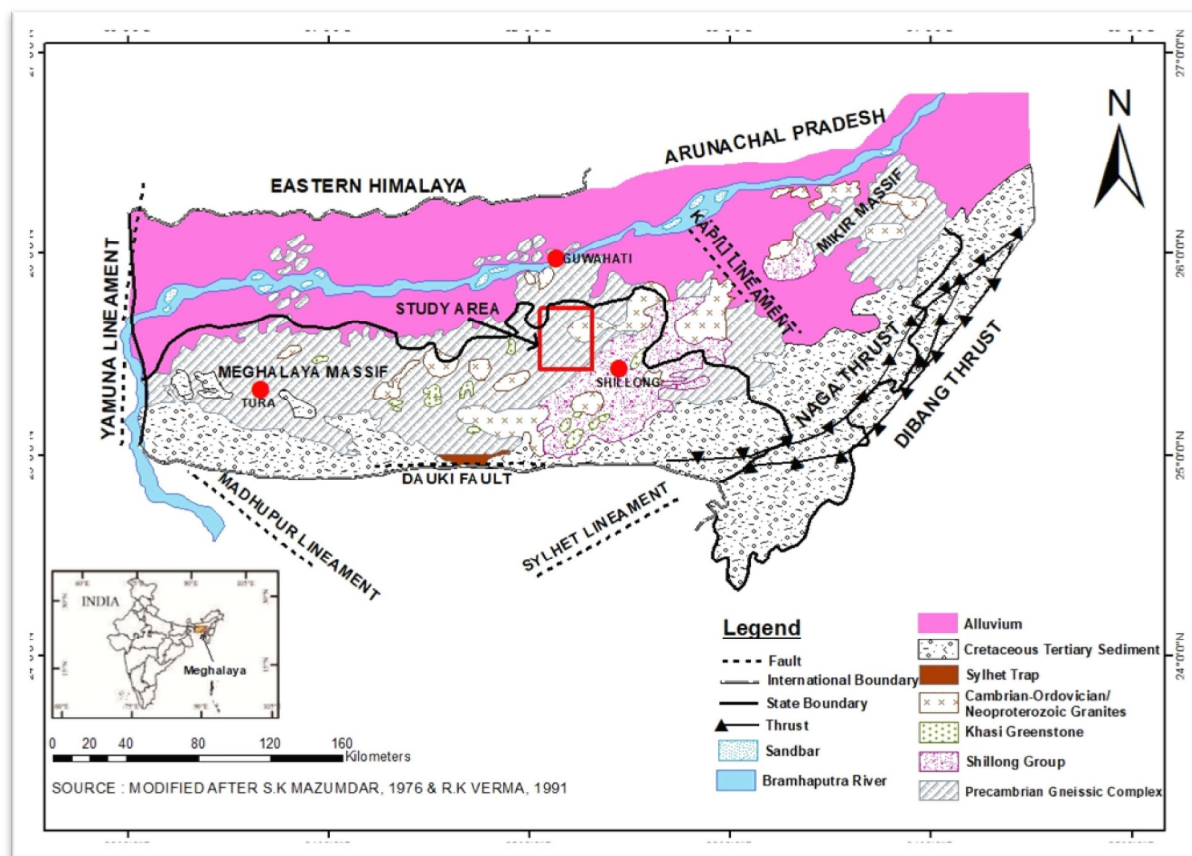 27°0'0"N
N
ARUNACHAL PRADESH
EASTERN HIMALAYA
MIKIR MASSIF
KAPILI LINEAMENT
26°0'0"N
GUWAHATI
YAMUNA LINEAMENT
STUDY AREA
MEGHALAYA MASSIF
SHILLONG
TURA
NAGA THRUST
DIBANG THRUST
25°0'0"N
DAUKI FAULT
MADHUPUR LINEAMENT
SYLHET LINEAMENT
INDIA
Meghalaya
Legend
Fault
International Boundary
State Boundary
Thrust
Sandbar
Bramhaputra River
Alluvium
Cretaceous Tertiary Sediment
Sylhet Trap
Cambrian-Ordovician/
Neoproterozoic Granites
Khasi Greenstone
Shillong Group
Precambrian Gneissic Complex
24°0'0"N
0 20 40 80 120 160
Kilometers
SOURCE : MODIFIED AFTER S.K MAZUMDAR, 1976 & R.K VERMA, 1991